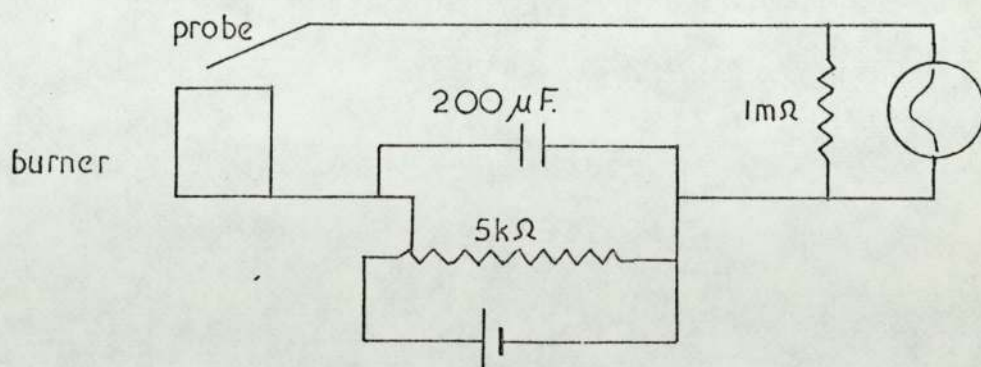 probe
200 μF.
1mΩ
burner
5kΩ